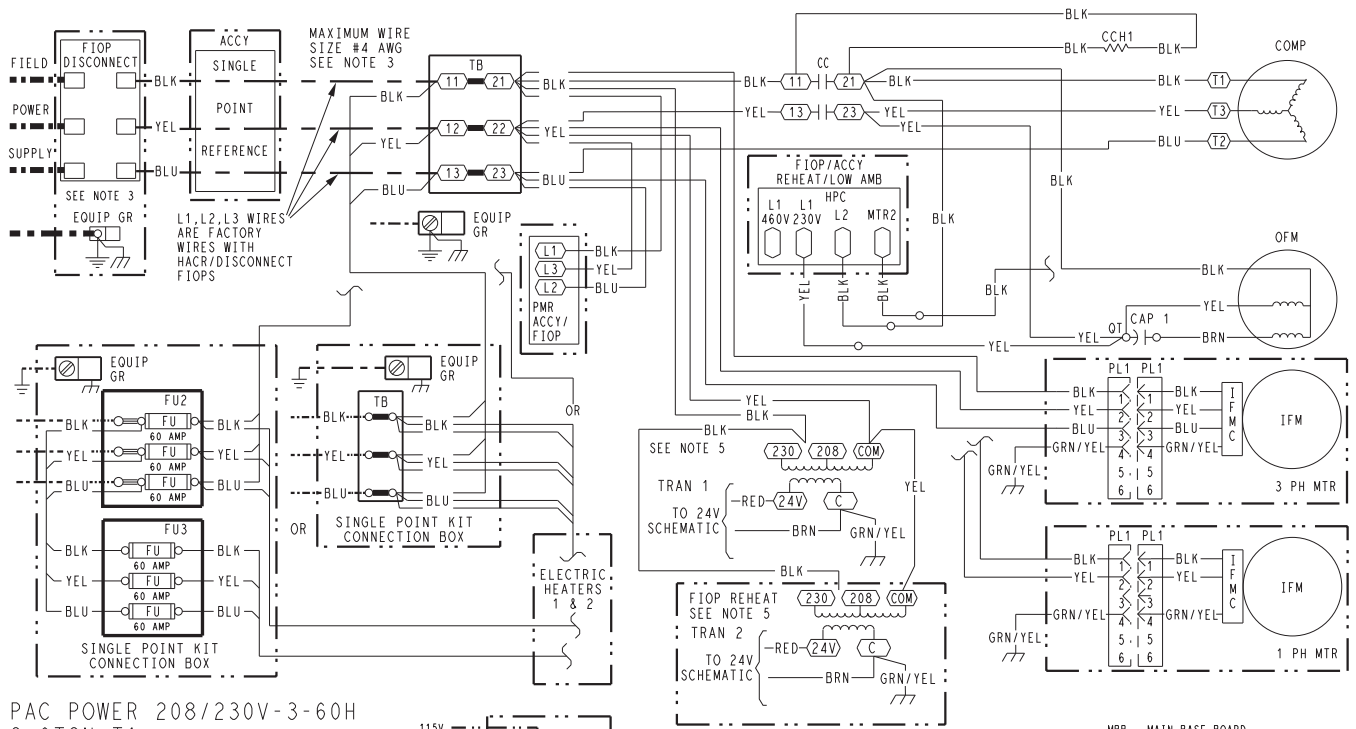 FIELD
POWER
SUPPLY
FIOP
DISCONNECT
BLK
YEL
BLU
SEE NOTE 3
EQUIP GR
ACCY
SINGLE
POINT
REFERENCE
MAXIMUM WIRE
SIZE #4 AWG
SEE NOTE 3
L1,L2,L3 WIRES
ARE FACTORY
WIRES WITH
HACR/DISCONNECT
FIOPS
TB
11 21
12 22
13 23
BLK
YEL
BLU
BLK
YEL
BLU
EQUIP
GR
L1 BLK
L3 YEL
L2 BLU
PMR
ACCY/
FIOP
BLK
CCH1
BLK BLK
CC
BLK 11 21 BLK
YEL 13 23 YEL
YEL
BLK T1
YEL T3
BLU T2
COMP
FIOP/ACCY
REHEAT/LOW AMB
HPC
L1 L1 L2 MTR2
460V 230V
YEL
BLK
BLK
BLK
BLK
BLK
YEL
OFM
BLK
YEL
YEL
QT
CAP 1
BRN
EQUIP
GR
FU2
BLK FU BLK
60 AMP
YEL FU YEL
60 AMP
BLU FU BLU
60 AMP
FU3
BLK FU BLK
60 AMP
YEL FU YEL
60 AMP
BLU FU BLU
60 AMP
SINGLE POINT KIT
CONNECTION BOX
OR
EQUIP
GR
TB
BLK BLK
YEL YEL
BLU BLU
SINGLE POINT KIT
CONNECTION BOX
OR
ELECTRIC
HEATERS
1 & 2
YEL
BLK
BLK
SEE NOTE 5
230 208 COM
TRAN 1
RED 24V C
TO 24V
SCHEMATIC
BRN
GRN/YEL
YEL
BLK
FIOP REHEAT
SEE NOTE 5
230 208 COM
TRAN 2
RED 24V C
TO 24V
SCHEMATIC
BRN
GRN/YEL
PL1 PL1
BLK 1 1 BLK
YEL 2 2 YEL
BLU 3 3 BLU
GRN/YEL 4 4 GRN/YEL
5 5
6 6
IFMC
IFM
3 PH MTR
GRN/YEL
PL1 PL1
BLK 1 1 BLK
YEL 2 2 YEL
3 3
GRN/YEL 4 4 GRN/YEL
5 5
6 6
IFMC
IFM
1 PH MTR
GRN/YEL
PAC POWER 208/230V-3-60H
115V
MBB MAIN BASE BOARD